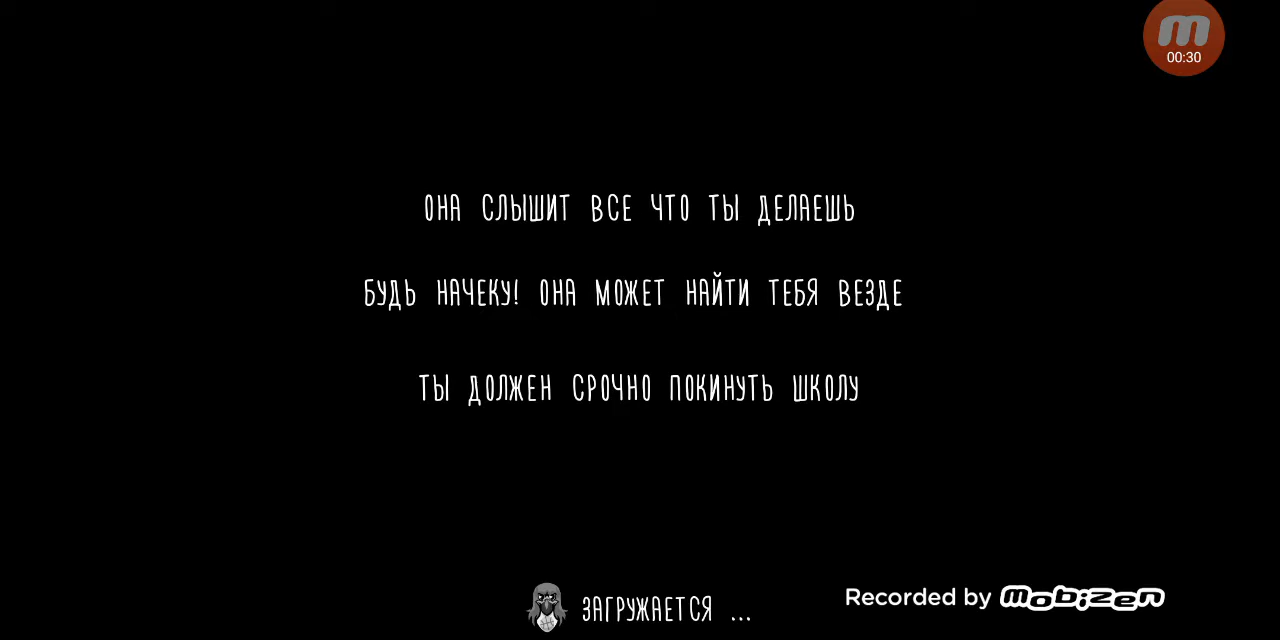 m
00:30
ОНА СЛЫШИТ ВСЕ ЧТО ТЫ ДЕЛАЕШЬ
БУДЬ НАЧЕКУ! ОНА МОЖЕТ НАЙТИ ТЕБЯ ВЕЗДЕ
ТЫ ДОЛЖЕН СРОЧНО ПОКИНУТЬ ШКОЛУ
ЗАГРУЖАЕТСЯ ...
Recorded by mobizen